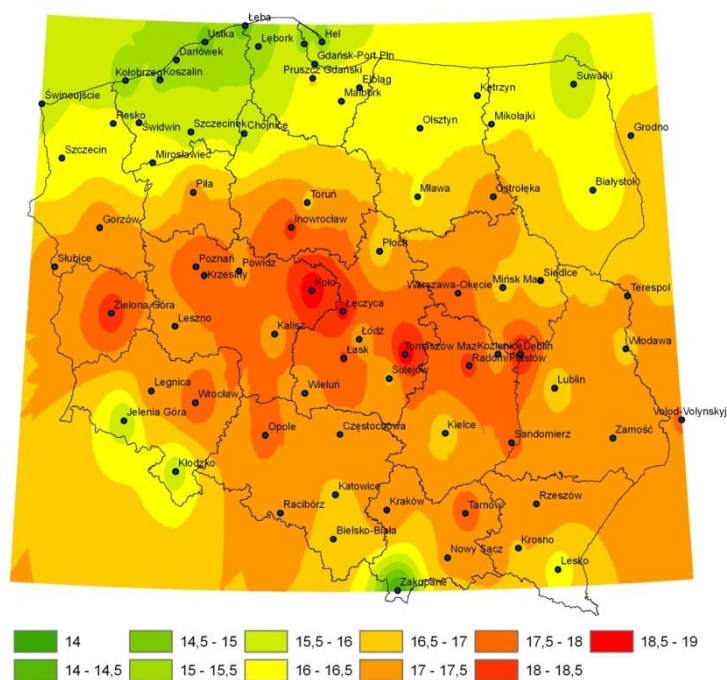 Łeba
Ustka
Lębork
Hel
Darłówek
Gdańsk-Port Płn
Kołobrzeg
Koszalin
Pruszcz Gdański
Elbląg
Suwałki
Świnoujście
Malbork
Kętrzyn
Resko
Świdwin
Szczecinek
Chojnice
Olsztyn
Mikołajki
Grodno
Szczecin
Mirosławiec
Piła
Toruń
Mława
Ostrołęka
Białystok
Gorzów
Inowrocław
Płock
Słubice
Poznań
Powidz
Krzesiny
Siedlce
Mińsk Maz
Koło
Warszawa-Okęcie
Terespol
Zielona Góra
Łęczyca
Leszno
Kalisz
Łódź
Włodawa
Tomaszów Maz
Kozienice
Dęblin
Łask
Radom/Piastów
Sulejów
Legnica
Wieluń
Lublin
Wrocław
Jelenia Góra
Volod-Volynskyj
Opole
Częstochowa
Kielce
Sandomierz
Zamość
Kłodzko
Katowice
Racibórz
Kraków
Tarnów
Rzeszów
Bielsko-Biała
Nowy Sącz
Krosno
Lesko
Zakopane
14
14,5 - 15
15,5 - 16
16,5 - 17
17,5 - 18
18,5 - 19
14 - 14,5
15 - 15,5
16 - 16,5
17 - 17,5
18 - 18,5